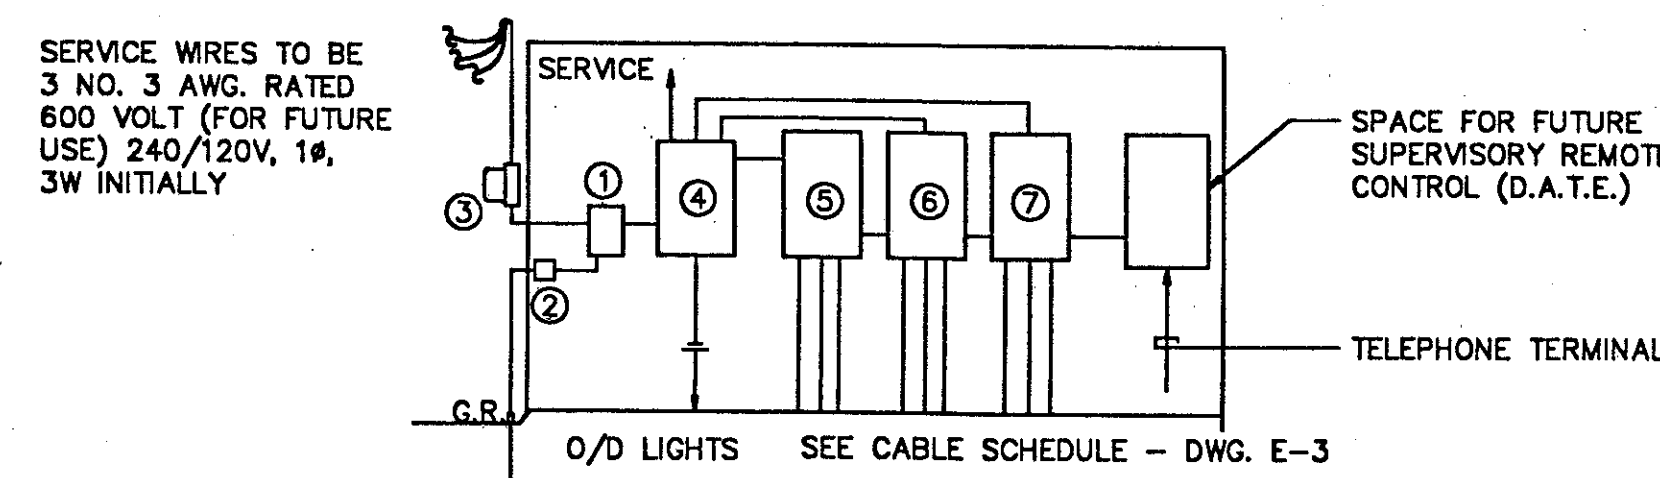 SERVICE WIRES TO BE
3 NO. 3 AWG. RATED
600 VOLT (FOR FUTURE
USE) 240/120V, 1ø,
3W INITIALLY
SERVICE
1
2
3
4
5
6
7
SPACE FOR FUTURE
SUPERVISORY REMOT
CONTROL (D.A.T.E.)
TELEPHONE TERMINAL
G.R.
O/D LIGHTS
SEE CABLE SCHEDULE - DWG. E-3